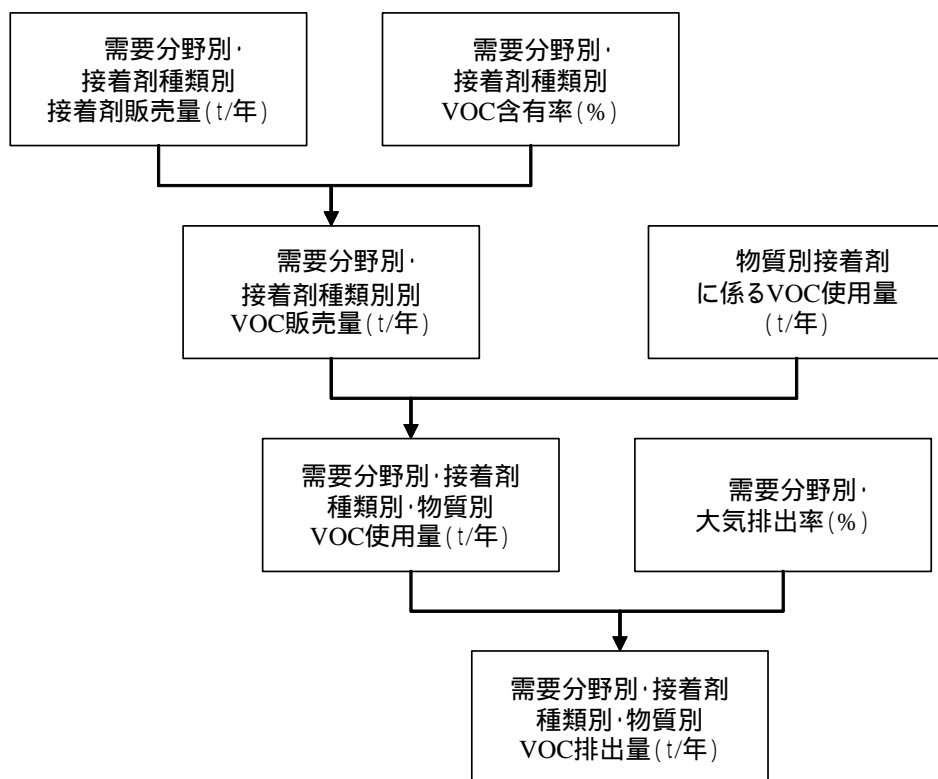 需要分野別・
接着剤種類別
接着剤販売量(t/年)
需要分野別・
接着剤種類別
VOC含有率(%)
需要分野別・
接着剤種類別別
VOC販売量(t/年)
物質別接着剤
に係るVOC使用量
(t/年)
需要分野別・接着剤
種類別・物質別
VOC使用量(t/年)
需要分野別・
大気排出率(%)
需要分野別・接着剤
種類別・物質別
VOC排出量(t/年)